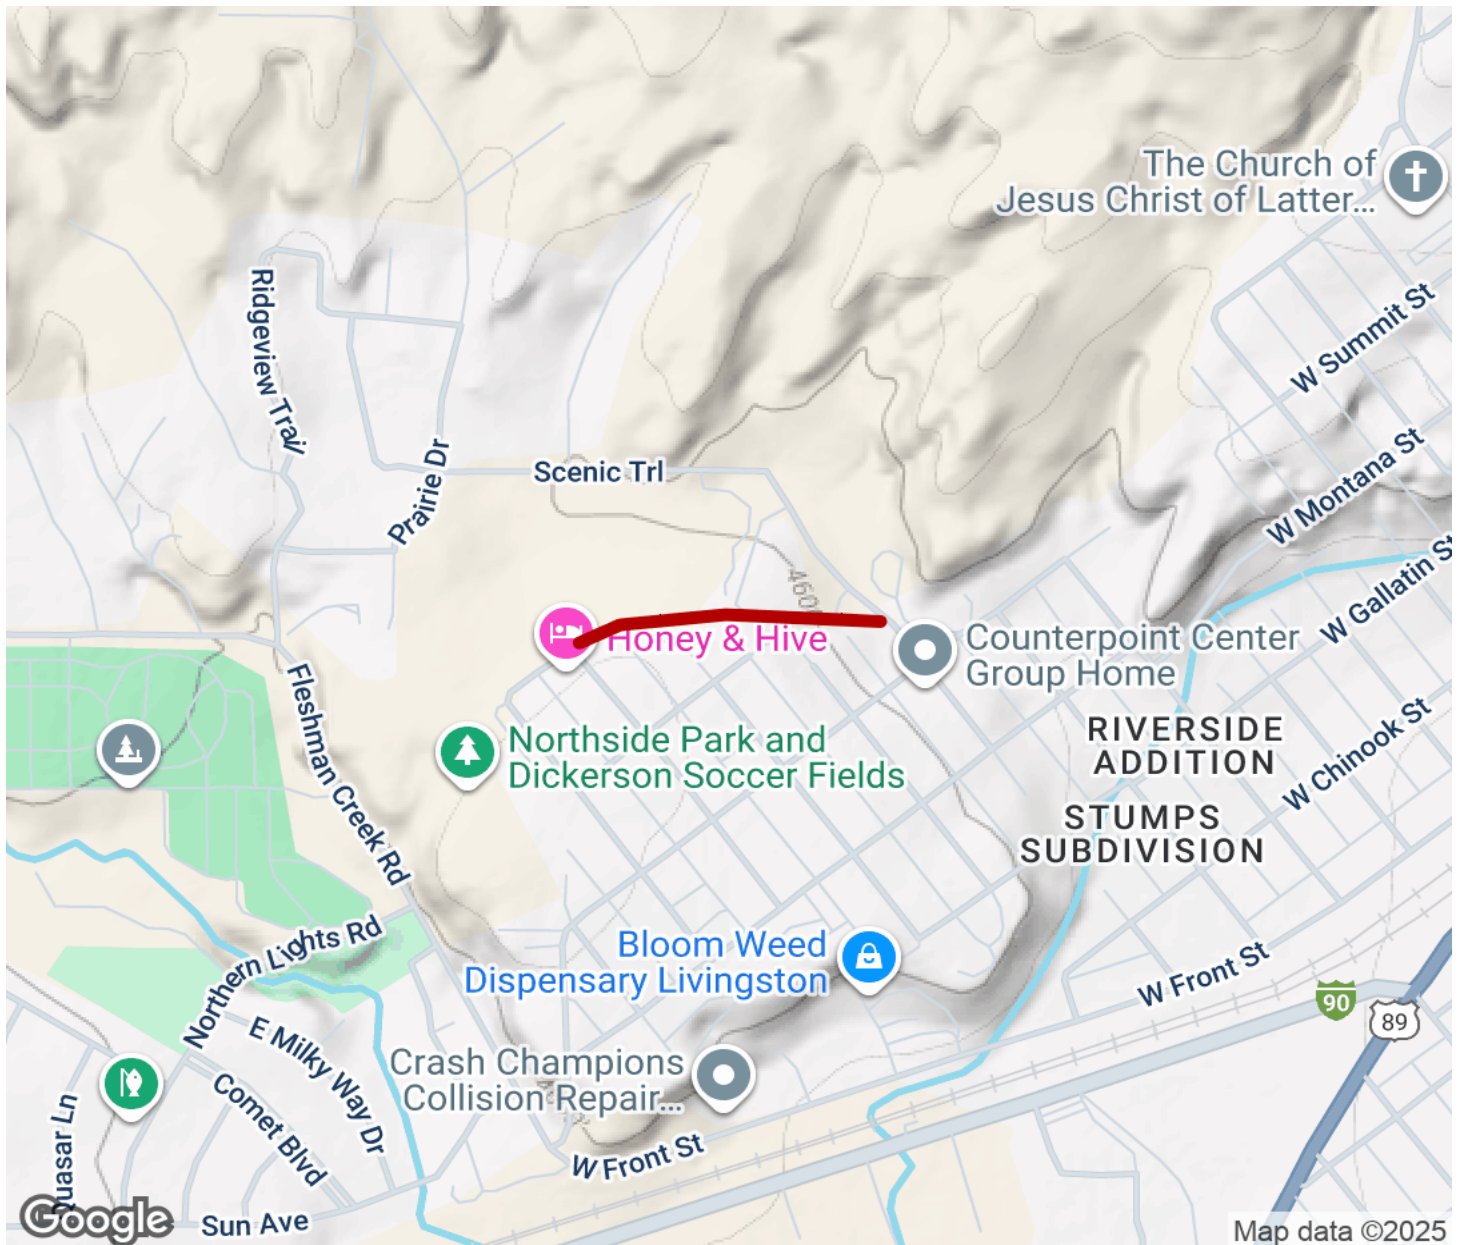 The Church of
Jesus Christ of Latter...
W Summit St
Ridgeview Trail
W Montana St
Prairie Dr
Scenic Trl
W Gallatin St
Honey & Hive
Counterpoint Center
Group Home
Fleshman Creek Rd
RIVERSIDE
ADDITION
W Chinook St
Northside Park and
Dickerson Soccer Fields
STUMPS
SUBDIVISION
Northern Lights Rd
Bloom Weed
Dispensary Livingston
W Front St
90
89
E Milky Way Dr
Crash Champions
Collision Repair...
Comet Blvd
Quasar Ln
W Front St
Sun Ave
Google
Map data ©2025